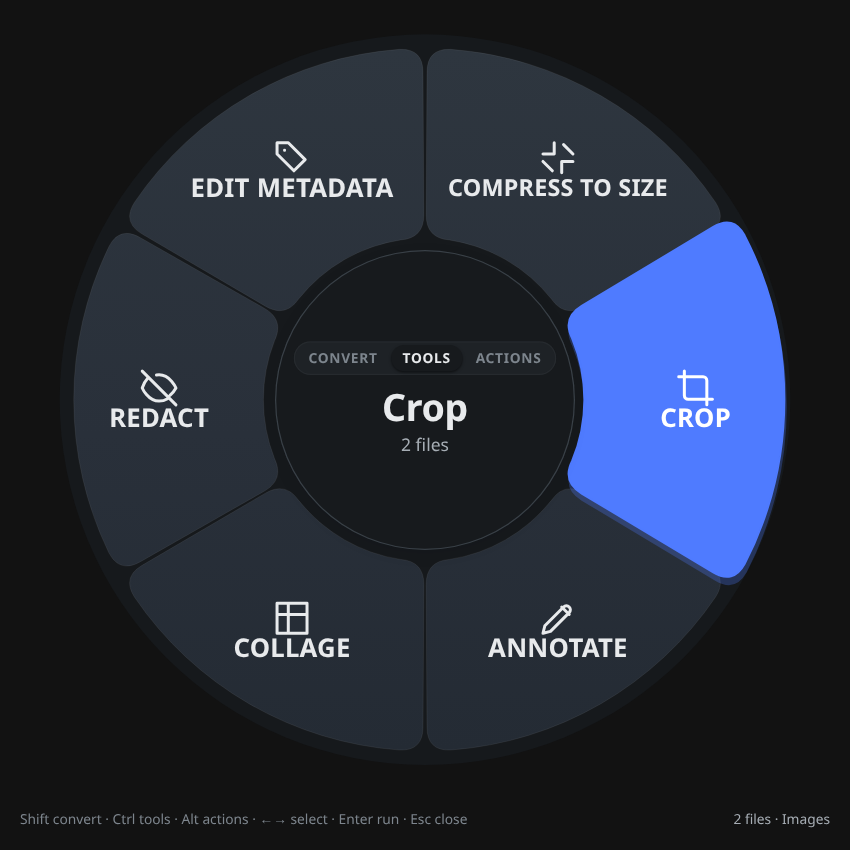 EDIT METADATA
COMPRESS TO SIZE
REDACT
CONVERT TOOLS ACTIONS
Crop
2 files
CROP
COLLAGE
ANNOTATE
Shift convert · Ctrl tools · Alt actions · ←→ select · Enter run · Esc close
2 files · Images